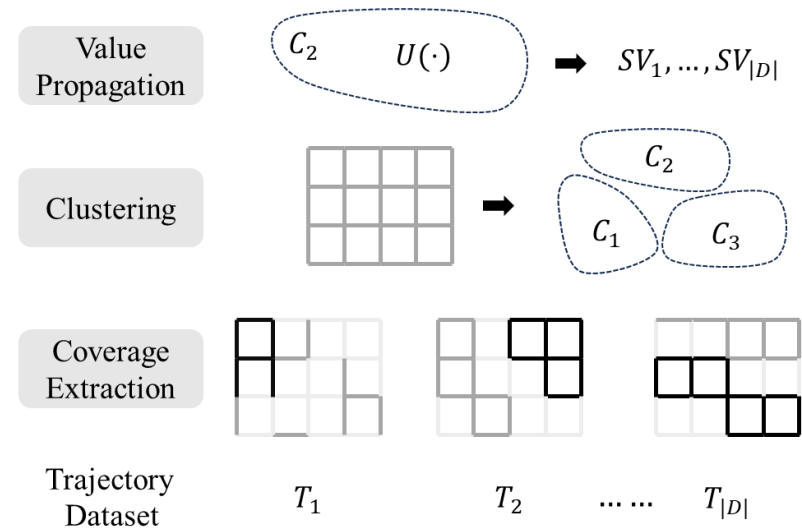 Value
Propagation
C₂ U(·)
SV₁, ..., SV|D|
Clustering
C₂
C₁
C₃
Coverage
Extraction
Trajectory
Dataset
T₁
T₂
... ...
T|D|